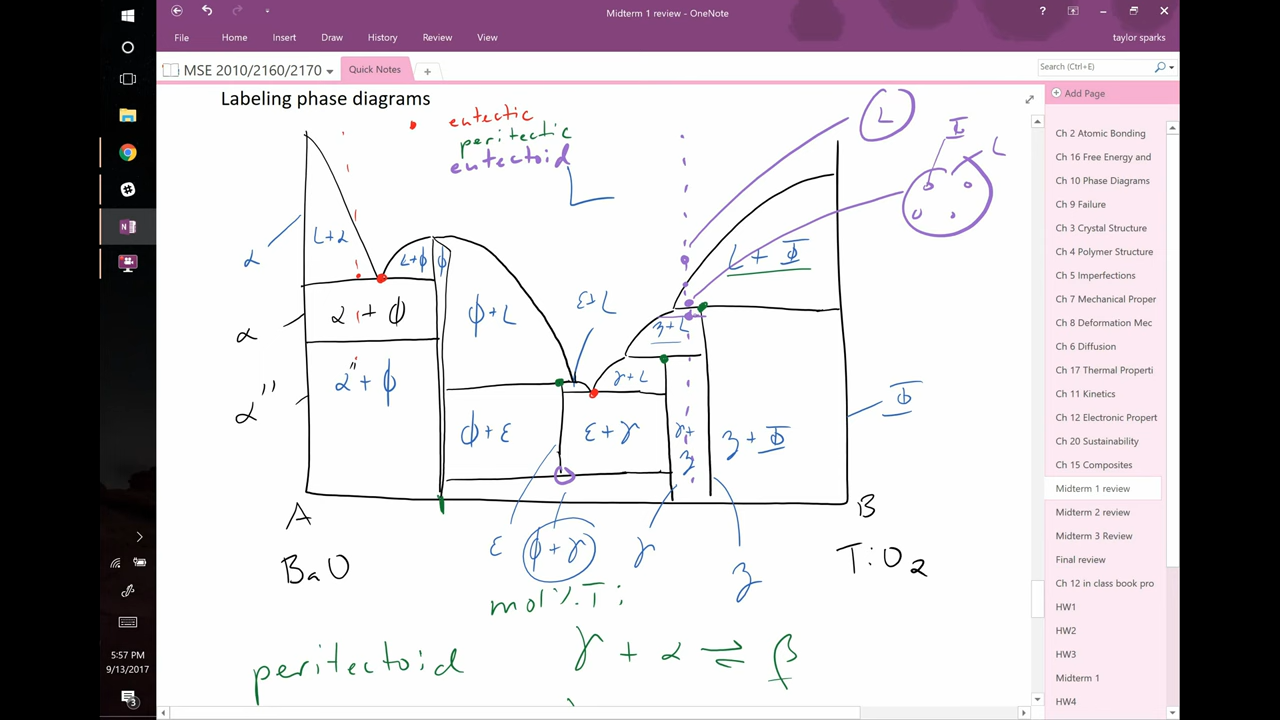 Midterm 1 review - OneNote
?
File Home Insert Draw History Review View
taylor sparks
MSE 2010/2160/2170
Quick Notes
+
Search (Ctrl+E)
Add Page
Labeling phase diagrams
eutectic
peritectic
eutectoid
L
Φ
L
α
L+α
L+ϕ
ϕ
ϕ+L
ε+L
L + Φ
α
α + ϕ
3+L
α"
α" + ϕ
γ+L
Φ
ϕ+ε
ε+γ
γ+
3
3 + Φ
A
B
ε
ϕ+γ
γ
3
BaO
TiO2
mol% Ti
peritectoid
γ + α ⇌ β
Ch 2 Atomic Bonding
Ch 16 Free Energy and
Ch 10 Phase Diagrams
Ch 9 Failure
Ch 3 Crystal Structure
Ch 4 Polymer Structure
Ch 5 Imperfections
Ch 7 Mechanical Proper
Ch 8 Deformation Mec
Ch 6 Diffusion
Ch 17 Thermal Properti
Ch 11 Kinetics
Ch 12 Electronic Propert
Ch 20 Sustainability
Ch 15 Composites
Midterm 1 review
Midterm 2 review
Midterm 3 Review
Final review
Ch 12 in class book pro
HW1
HW2
HW3
Midterm 1
HW4
5:57 PM
9/13/2017
3